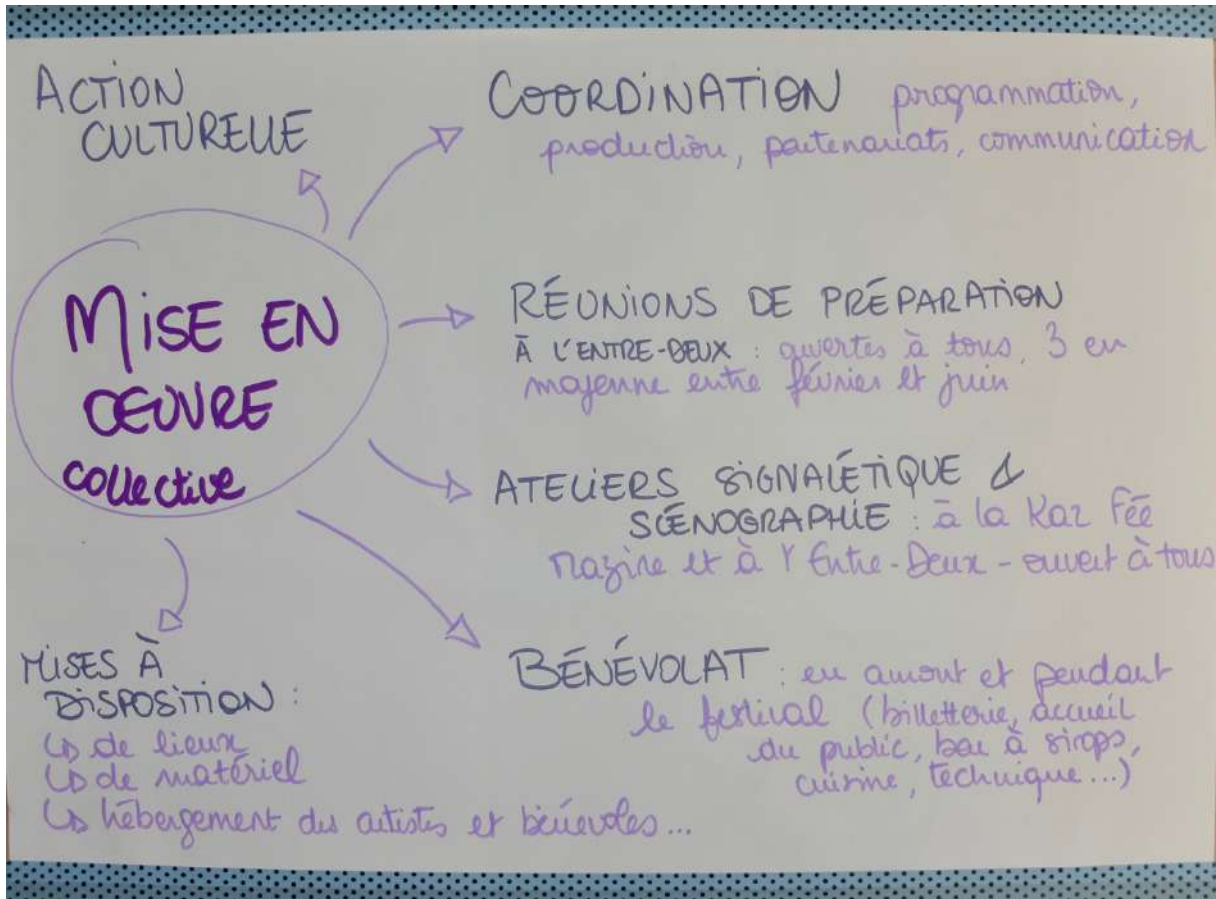 ACTION
CULTURELLE
COORDINATION programmation,
production, partenariats, communication
MISE EN
ŒUVRE
collective
RÉUNIONS DE PRÉPARATION
À L'ENTRE-DEUX : ouvertes à tous, 3 en
moyenne entre février et juin
ATELIERS SIGNALÉTIQUE &
SCÉNOGRAPHIE : à la Kaz Fée
Mazine et à l'Entre-Deux - ouvert à tous
BÉNÉVOLAT : en amont et pendant
le festival (billetterie, accueil
du public, bar à sirops,
cuisine, technique...)
MISES À
DISPOSITION :
↳ de lieux
↳ de matériel
↳ hébergement des artistes et bénévoles...